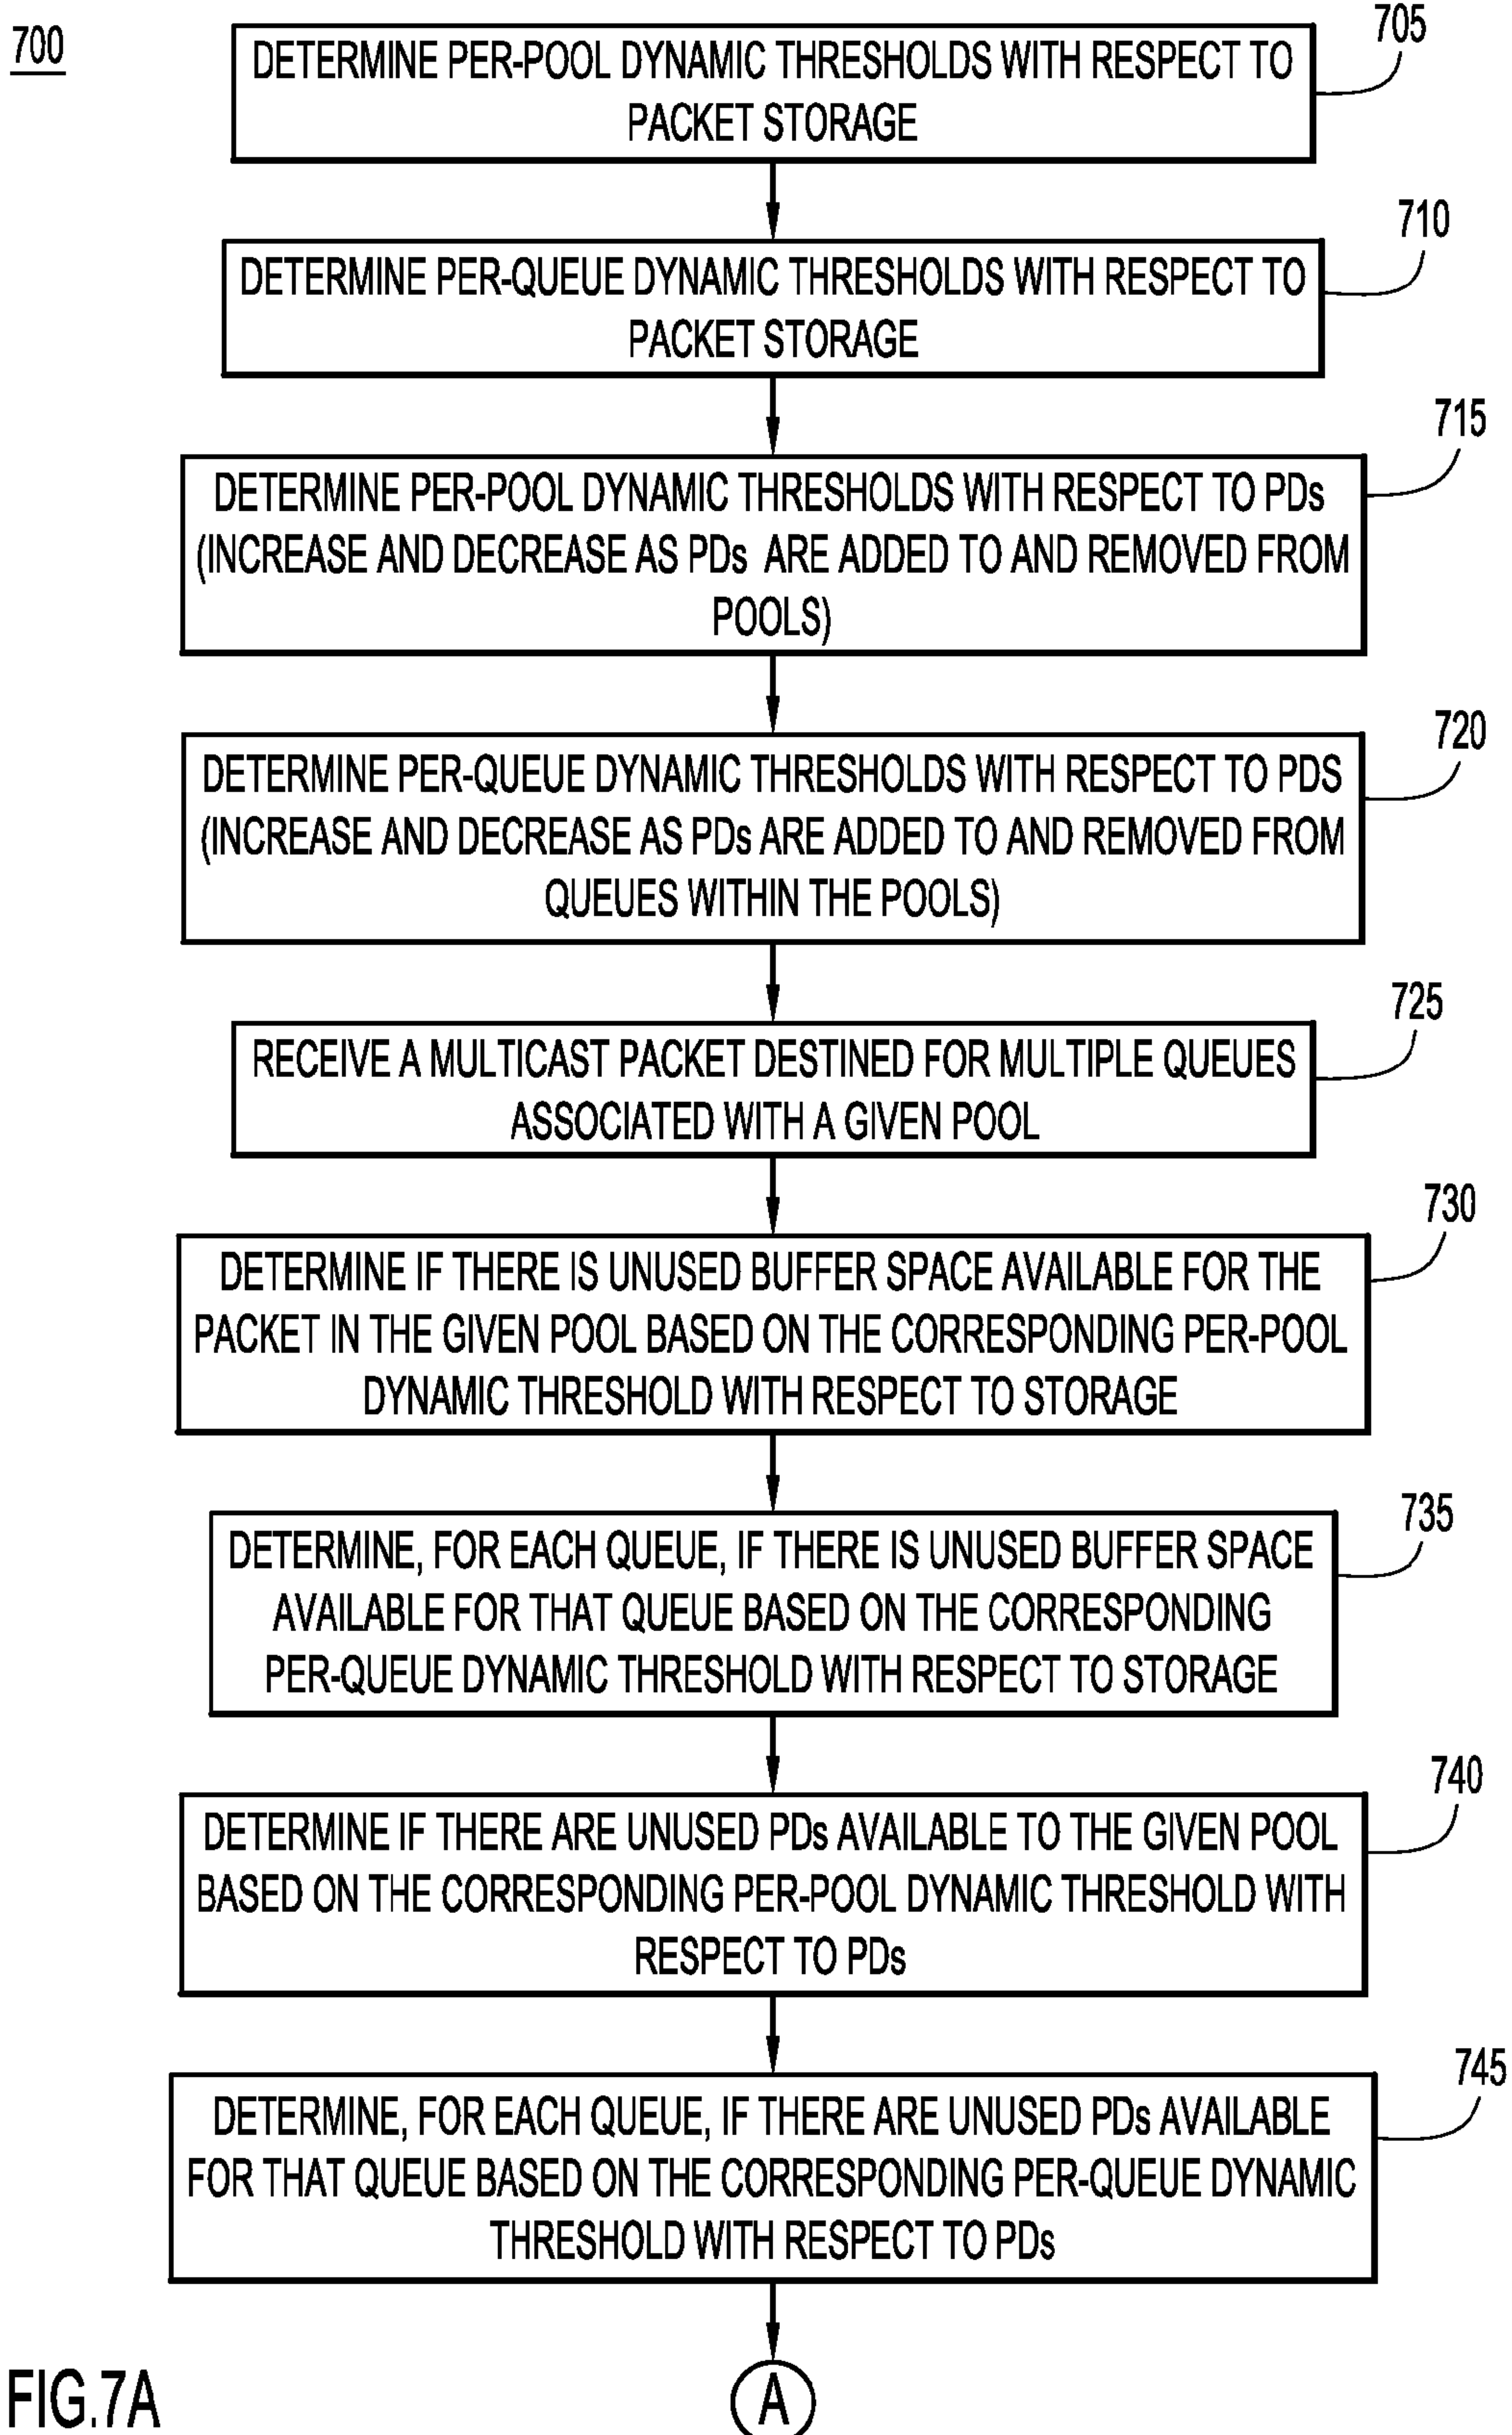 700
705
DETERMINE PER-POOL DYNAMIC THRESHOLDS WITH RESPECT TO
PACKET STORAGE
710
DETERMINE PER-QUEUE DYNAMIC THRESHOLDS WITH RESPECT TO
PACKET STORAGE
715
DETERMINE PER-POOL DYNAMIC THRESHOLDS WITH RESPECT TO PDs
(INCREASE AND DECREASE AS PDs ARE ADDED TO AND REMOVED FROM
POOLS)
720
DETERMINE PER-QUEUE DYNAMIC THRESHOLDS WITH RESPECT TO PDS
(INCREASE AND DECREASE AS PDs ARE ADDED TO AND REMOVED FROM
QUEUES WITHIN THE POOLS)
725
RECEIVE A MULTICAST PACKET DESTINED FOR MULTIPLE QUEUES
ASSOCIATED WITH A GIVEN POOL
730
DETERMINE IF THERE IS UNUSED BUFFER SPACE AVAILABLE FOR THE
PACKET IN THE GIVEN POOL BASED ON THE CORRESPONDING PER-POOL
DYNAMIC THRESHOLD WITH RESPECT TO STORAGE
735
DETERMINE, FOR EACH QUEUE, IF THERE IS UNUSED BUFFER SPACE
AVAILABLE FOR THAT QUEUE BASED ON THE CORRESPONDING
PER-QUEUE DYNAMIC THRESHOLD WITH RESPECT TO STORAGE
740
DETERMINE IF THERE ARE UNUSED PDs AVAILABLE TO THE GIVEN POOL
BASED ON THE CORRESPONDING PER-POOL DYNAMIC THRESHOLD WITH
RESPECT TO PDs
745
DETERMINE, FOR EACH QUEUE, IF THERE ARE UNUSED PDs AVAILABLE
FOR THAT QUEUE BASED ON THE CORRESPONDING PER-QUEUE DYNAMIC
THRESHOLD WITH RESPECT TO PDs
A
FIG.7A